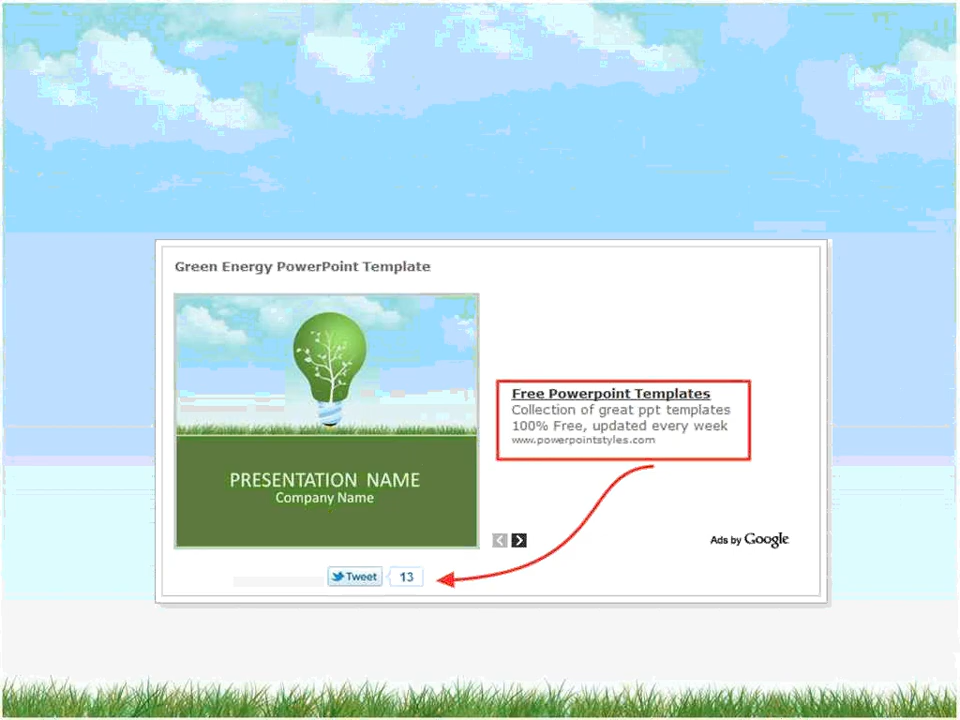 Green Energy PowerPoint Template
PRESENTATION NAME
Company Name
Free Powerpoint Templates
Collection of great ppt templates
100% Free, updated every week
www.powerpointstyles.com
Ads by Google
Tweet 13